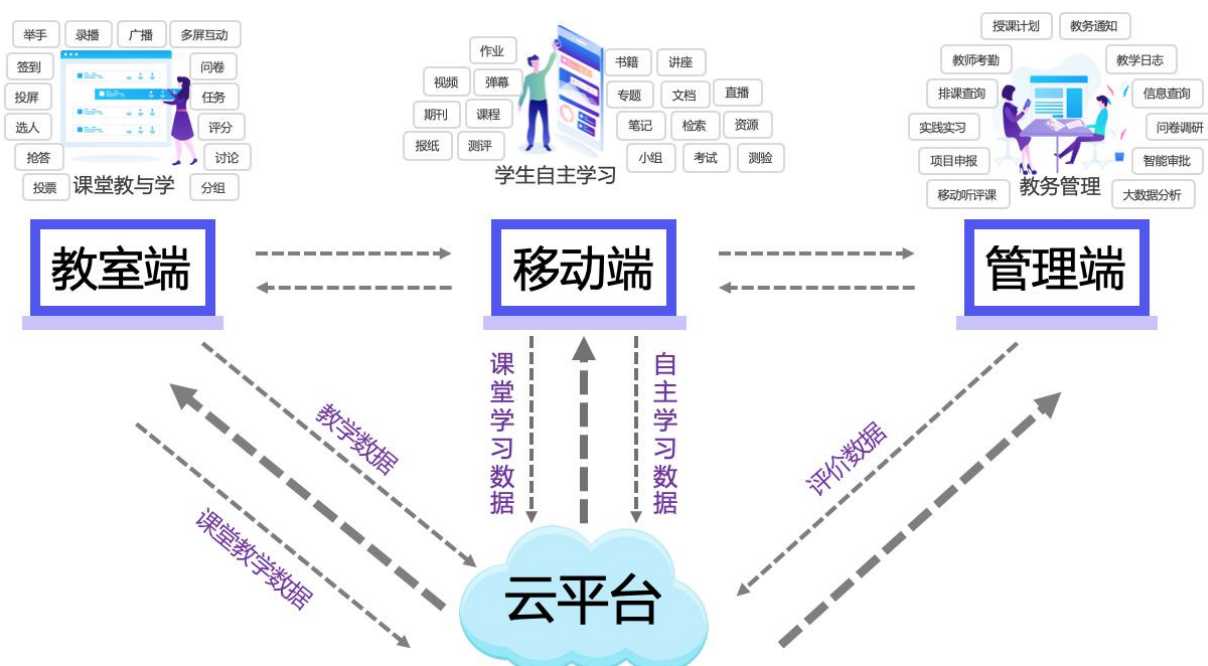 举手 录播 广播 多屏互动
签到 问卷
投屏 任务
选人 评分
抢答 讨论
投票 课堂教与学 分组
作业
视频 弹幕
期刊 课程
报纸 测评
书籍 讲座
专题 文档 直播
笔记 检索 资源
小组 考试 测验
学生自主学习
授课计划 教务通知
教师考勤 教学日志
排课查询 信息查询
实践实习 问卷调研
项目申报 智能审批
移动听评课 教务管理 大数据分析
教室端
移动端
管理端
教学数据
课堂教学数据
课堂学习数据
自主学习数据
评价数据
云平台